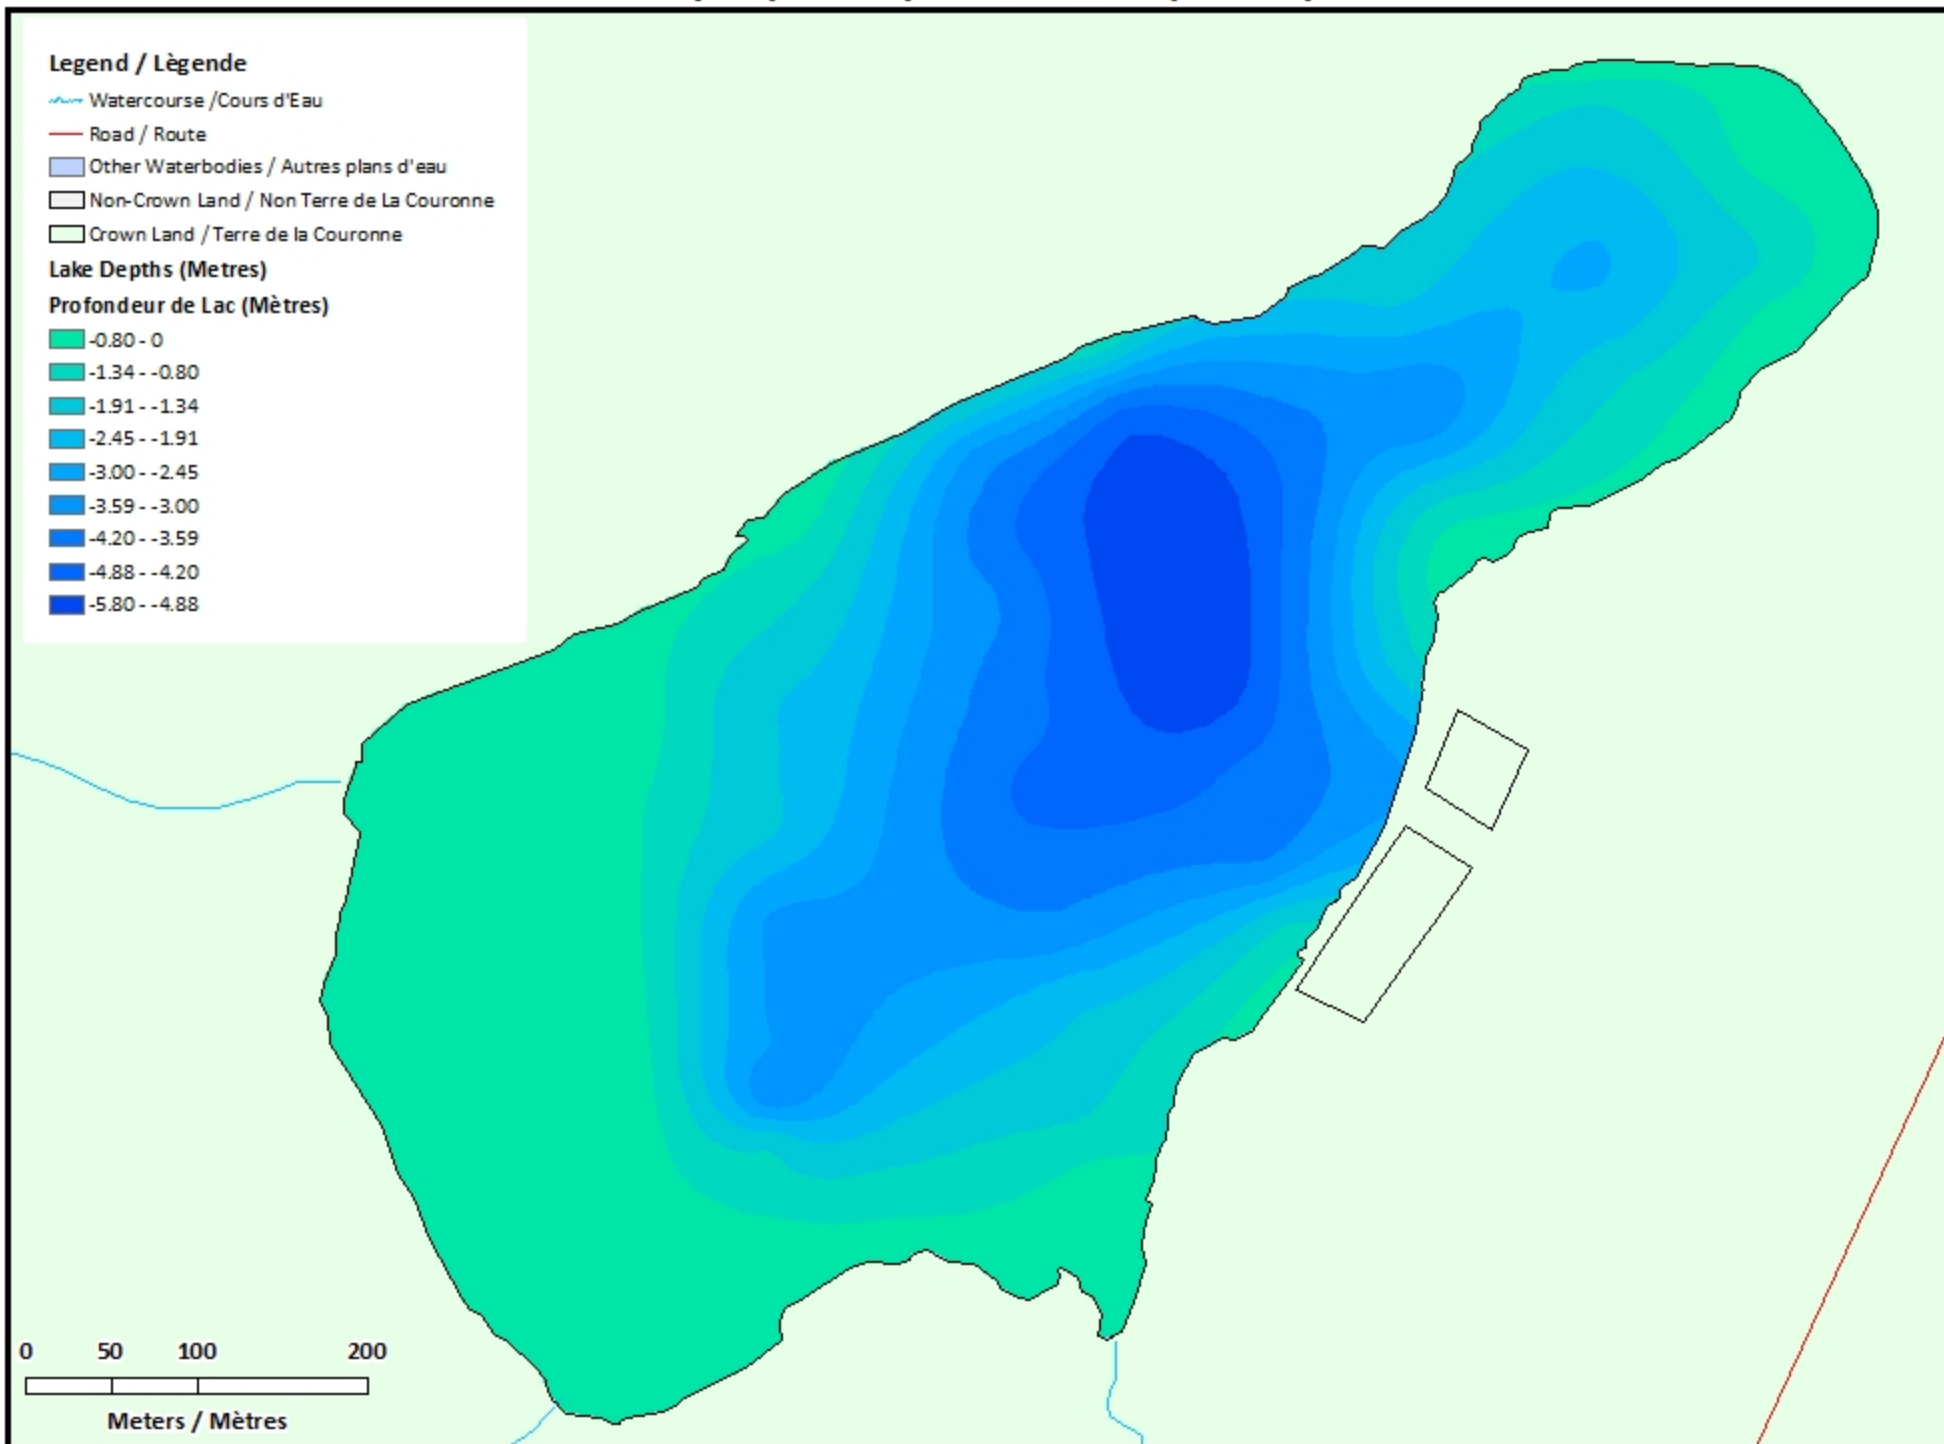 Legend / Lègende
Watercourse /Cours d'Eau
Road / Route
Other Waterbodies / Autres plans d'eau
Non-Crown Land / Non Terre de La Couronne
Crown Land / Terre de la Couronne
Lake Depths (Metres)
Profondeur de Lac (Mètres)
-0.80 - 0
-1.34 - -0.80
-1.91 - -1.34
-2.45 - -1.91
-3.00 - -2.45
-3.59 - -3.00
-4.20 - -3.59
-4.88 - -4.20
-5.80 - -4.88
0 50 100 200
Meters / Mètres